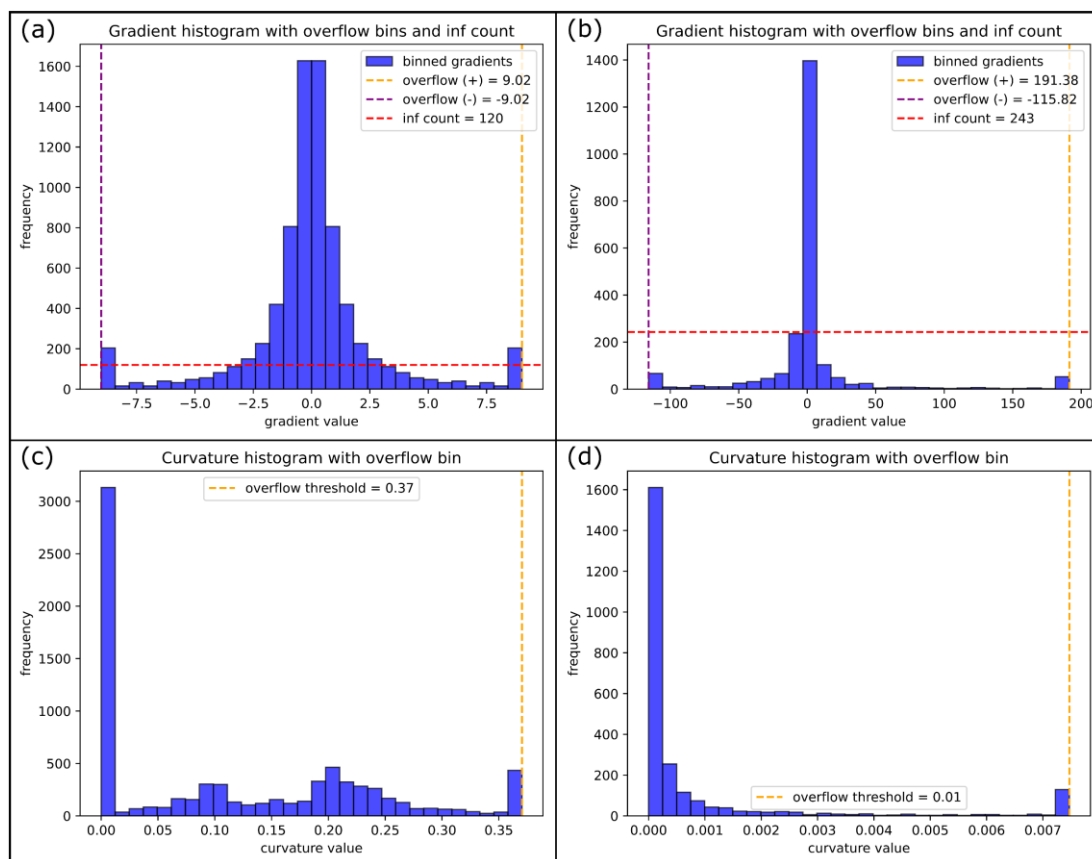 (a)
Gradient histogram with overflow bins and inf count
binned gradients
overflow (+) = 9.02
overflow (-) = -9.02
inf count = 120
1600
1400
1200
1000
800
600
400
200
0
frequency
−7.5
−5.0
−2.5
0.0
2.5
5.0
7.5
gradient value
(b)
Gradient histogram with overflow bins and inf count
binned gradients
overflow (+) = 191.38
overflow (-) = -115.82
inf count = 243
1400
1200
1000
800
600
400
200
0
frequency
−100
−50
0
50
100
150
200
gradient value
(c)
Curvature histogram with overflow bin
overflow threshold = 0.37
3000
2500
2000
1500
1000
500
0
frequency
0.00
0.05
0.10
0.15
0.20
0.25
0.30
0.35
curvature value
(d)
Curvature histogram with overflow bin
1600
1400
1200
1000
800
600
400
200
0
frequency
overflow threshold = 0.01
0.000
0.001
0.002
0.003
0.004
0.005
0.006
0.007
curvature value